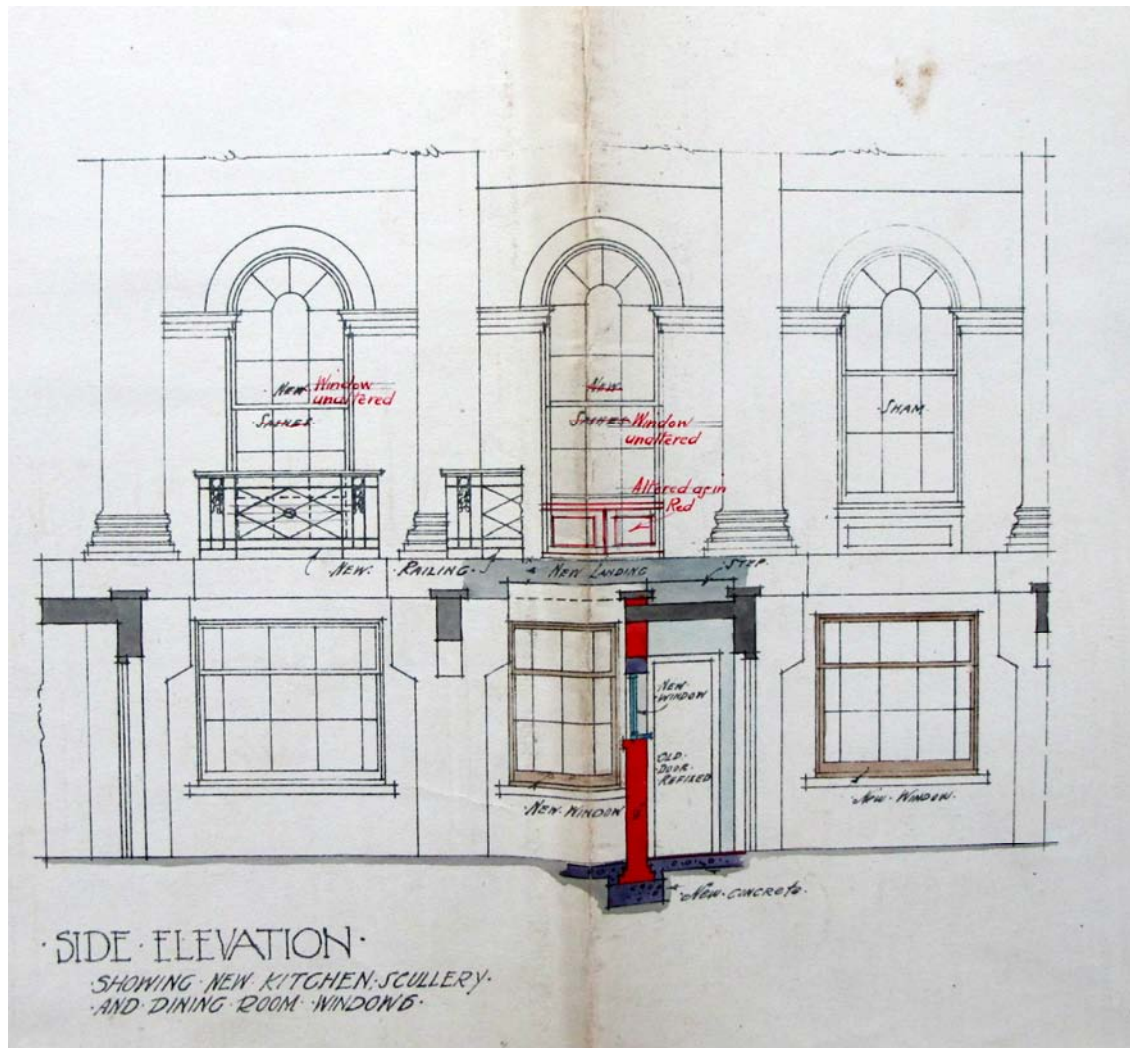 ·NEW·
Window
unaltered
·SASHES·
·NEW·
·SASHES·
Window
unaltered
Altered as in
Red
·SHAM·
·NEW· ·RAILING·
·NEW LANDING
·STEP·
·NEW·
·WINDOW
·OLD·
·DOOR·
·REFIXED
·NEW·WINDOW
·NEW·WINDOW·
·NEW·CONCRETE·
·SIDE·ELEVATION·
·SHOWING·NEW·KITCHEN·SCULLERY·
·AND·DINING·ROOM·WINDOWS·